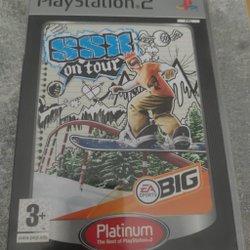 PlayStation 2
SSX
on tour
EA
SPORTS
BIG
3+
Platinum
The Best of PlayStation 2